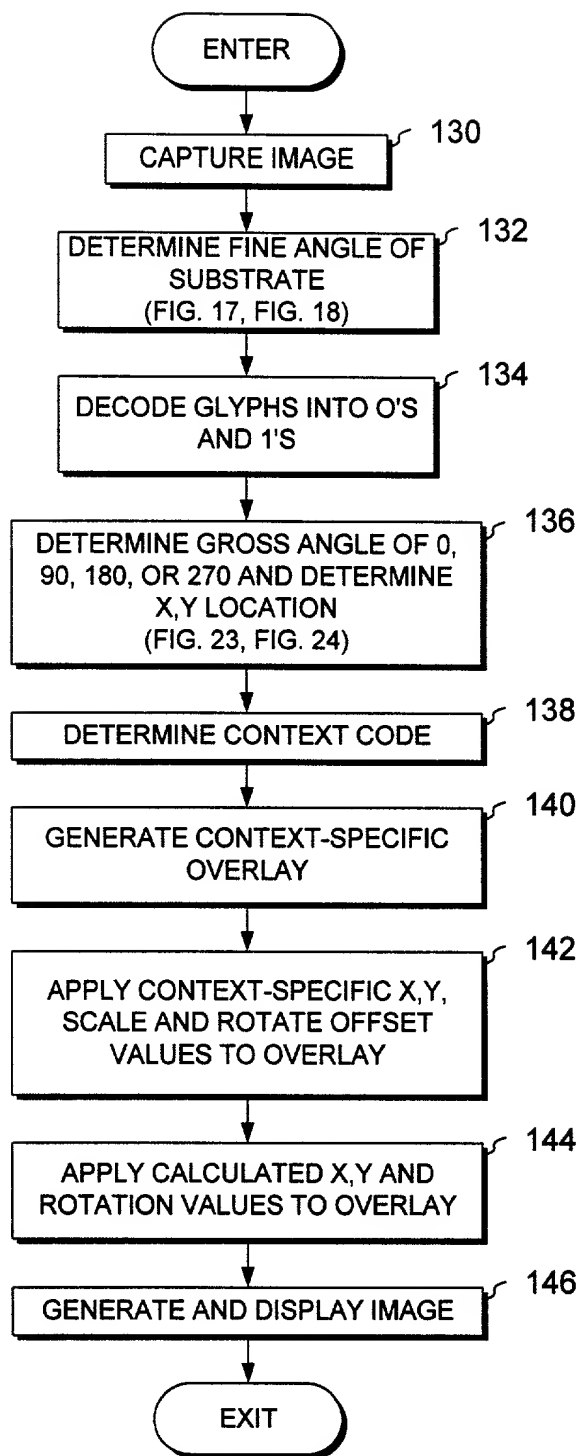 ENTER
130
CAPTURE IMAGE
132
DETERMINE FINE ANGLE OF
SUBSTRATE
(FIG. 17, FIG. 18)
134
DECODE GLYPHS INTO O'S
AND 1'S
136
DETERMINE GROSS ANGLE OF 0,
90, 180, OR 270 AND DETERMINE
X,Y LOCATION
(FIG. 23, FIG. 24)
138
DETERMINE CONTEXT CODE
140
GENERATE CONTEXT-SPECIFIC
OVERLAY
142
APPLY CONTEXT-SPECIFIC X,Y,
SCALE AND ROTATE OFFSET
VALUES TO OVERLAY
144
APPLY CALCULATED X,Y AND
ROTATION VALUES TO OVERLAY
146
GENERATE AND DISPLAY IMAGE
EXIT